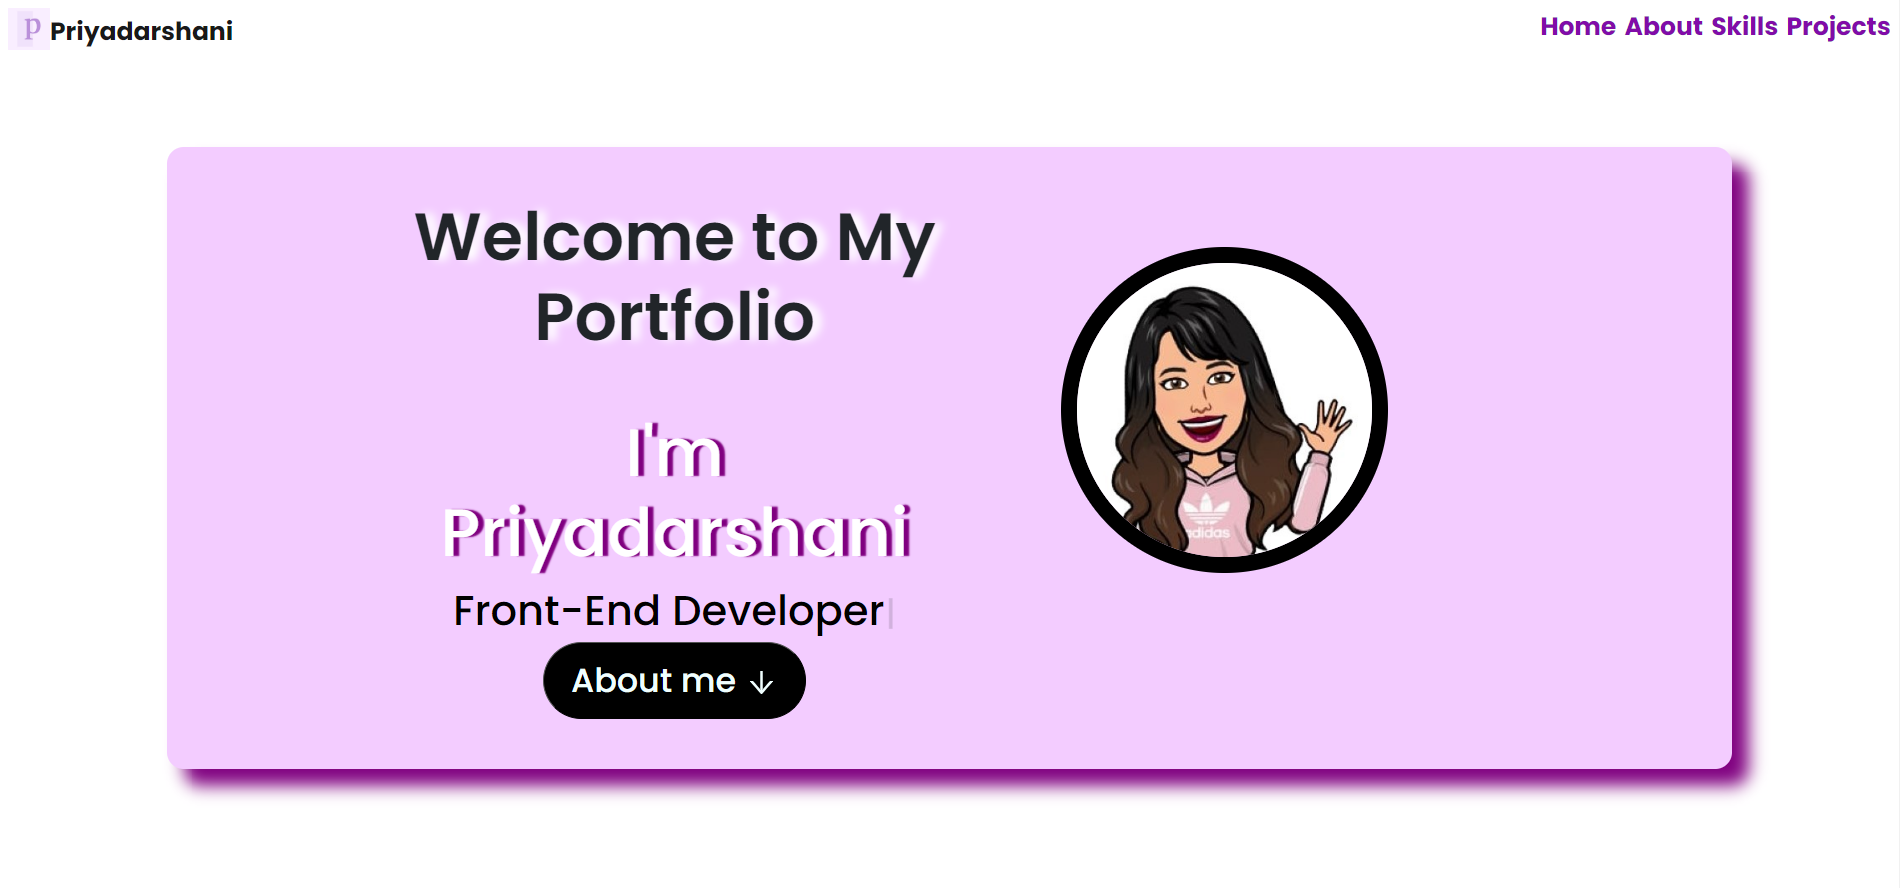 p Priyadarshani
Home About Skills Projects
Welcome to My
Portfolio
I'm
Priyadarshani
Front-End Developer
About me ↓
adidas